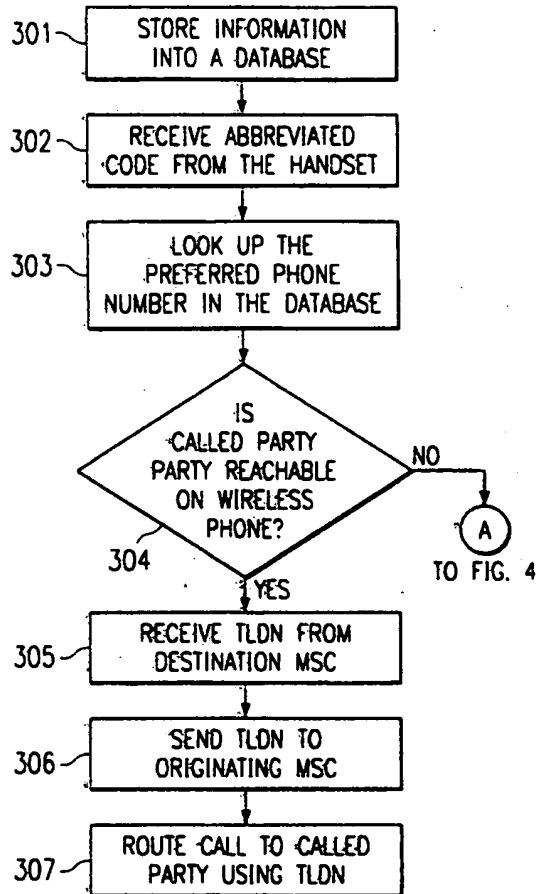 301
STORE INFORMATION
INTO A DATABASE
302
RECEIVE ABBREVIATED
CODE FROM THE HANDSET
303
LOOK UP THE
PREFERRED PHONE
NUMBER IN THE DATABASE
IS
CALLED PARTY
PARTY REACHABLE
ON WIRELESS
PHONE?
304
NO
A
TO FIG. 4
YES
305
RECEIVE TLDN FROM
DESTINATION MSC
306
SEND TLDN TO
ORIGINATING MSC
307
ROUTE CALL TO CALLED
PARTY USING TLDN